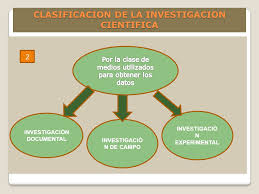 CLASIFICACION DE LA INVESTIGACION
CIENTIFICA
2
Por la clase de
medios utilizados
para obtener los
datos
INVESTIGACIÓN
DOCUMENTAL
INVESTIGACIÓ
N DE CAMPO
INVESTIGACIÓ
N
EXPERIMENTAL